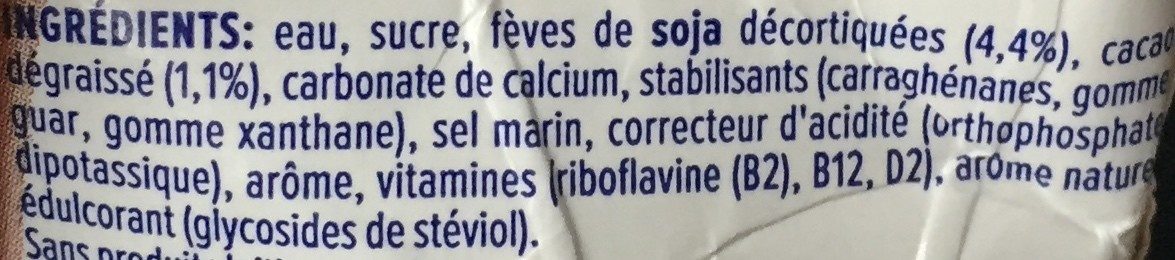 INGRÉDIENTS: eau, sucre, fèves de soja décortiquées (4,4%), cacao
dégraissé (1,1%), carbonate de calcium, stabilisants (carraghénanes, gomme
guar, gomme xanthane), sel marin, correcteur d'acidité (orthophosphate
dipotassique), arôme, vitamines (riboflavine (B2), B12, D2), arôme nature
édulcorant (glycosides de stéviol).
Sans